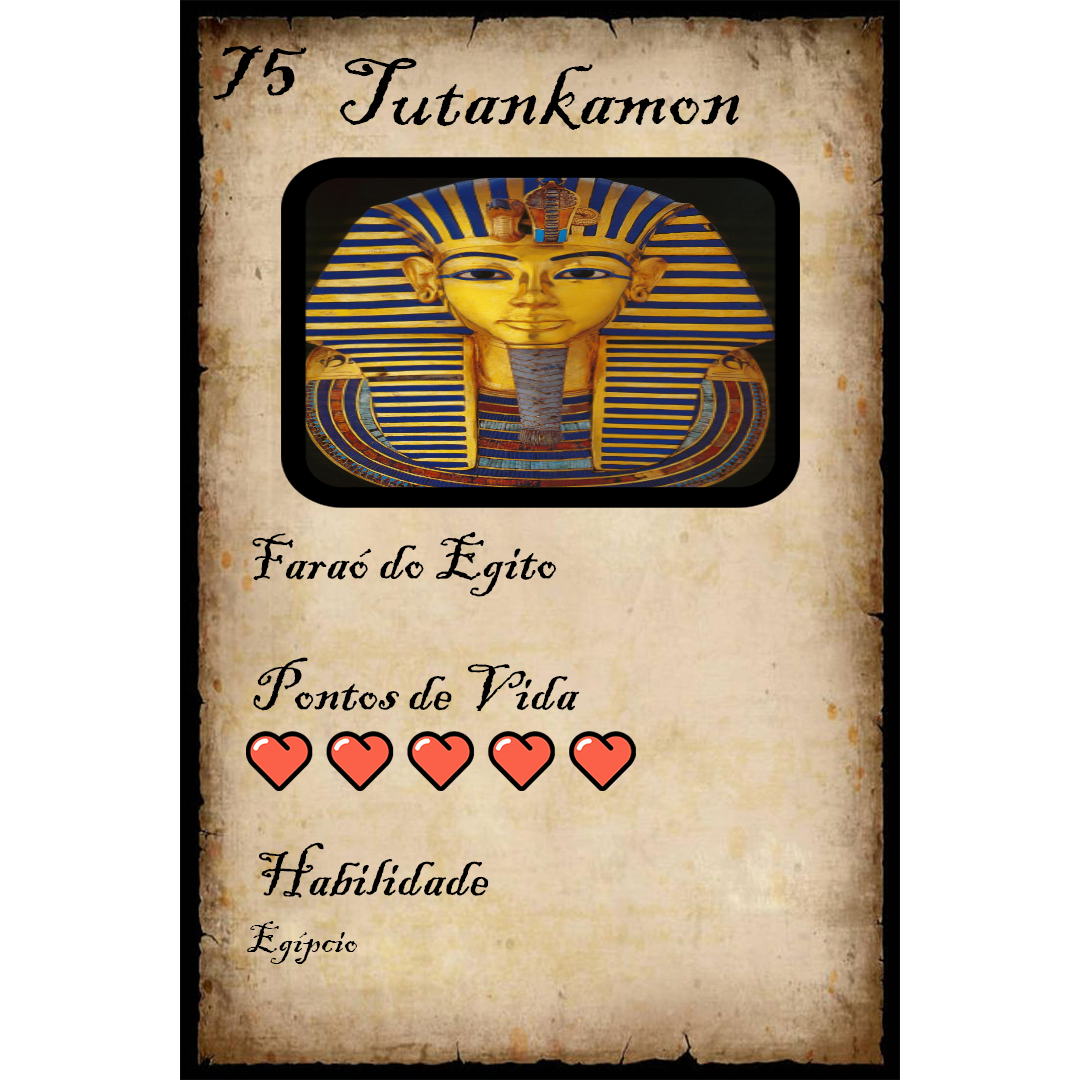 75
Tutankamon
Faraó do Egito
Pontos de Vida
Habilidade
Egípcio